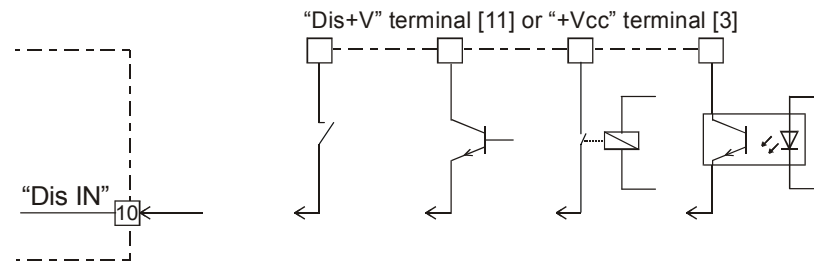 “Dis+V” terminal [11] or “+Vcc” terminal [3]
“Dis IN”
10